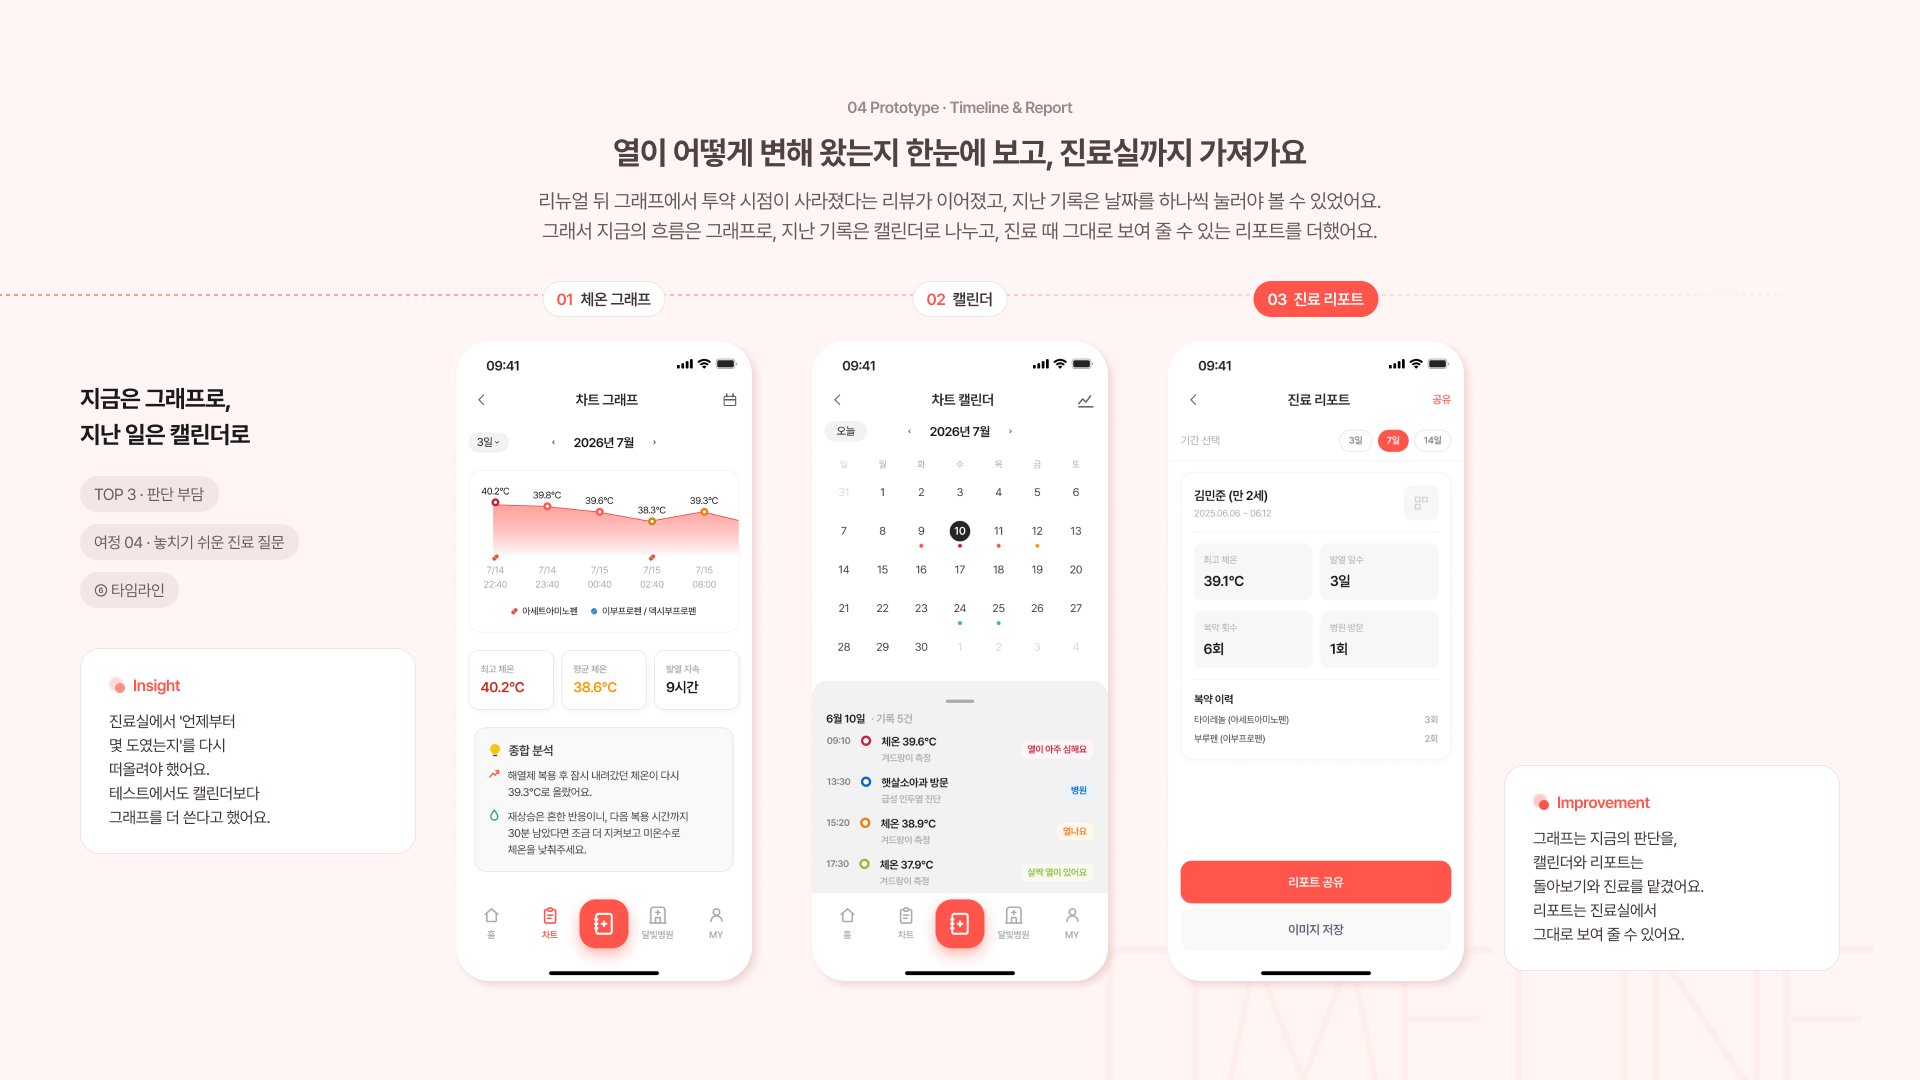 04 Prototype · Timeline & Report
열이 어떻게 변해 왔는지 한눈에 보고, 진료실까지 가져가요
리뉴얼 뒤 그래프에서 투약 시점이 사라졌다는 리뷰가 이어졌고, 지난 기록은 날짜를 하나씩 눌러야 볼 수 있었어요.
그래서 지금의 흐름은 그래프로, 지난 기록은 캘린더로 나누고, 진료 때 그대로 보여 줄 수 있는 리포트를 더했어요.
01 체온 그래프
02 캘린더
03 진료 리포트
지금은 그래프로,
지난 일은 캘린더로
TOP 3 · 판단 부담
여정 04 · 놓치기 쉬운 진료 질문
⑥ 타임라인
Insight
진료실에서 '언제부터
몇 도였는지'를 다시
떠올려야 했어요.
테스트에서도 캘린더보다
그래프를 더 쓴다고 했어요.
09:41
차트 그래프
3일
2026년 7월
40.2°C
39.8°C
39.6°C
38.3°C
39.3°C
7/14 7/14 7/15 7/15 7/15
22:40 23:40 00:40 02:40 08:00
아세트아미노펜 이부프로펜 / 덱시부프로펜
최고 체온 평균 체온 발열 지속
40.2°C 38.6°C 9시간
종합 분석
해열제 복용 후 잠시 내려갔던 체온이 다시
39.3°C로 올랐어요.
재상승은 흔한 반응이니, 다음 복용 시간까지
30분 남았다면 조금 더 지켜보고 미온수로
체온을 낮춰주세요.
홈 차트 달빛병원 MY
09:41
차트 캘린더
오늘
2026년 7월
일 월 화 수 목 금 토
31 1 2 3 4 5 6
7 8 9 10 11 12 13
14 15 16 17 18 19 20
21 22 23 24 25 26 27
28 29 30 1 2 3 4
6월 10일 · 기록 5건
09:10 체온 39.6°C 열이 아주 심해요
겨드랑이 측정
13:30 햇살소아과 방문 병원
급성 인두염 진단
15:20 체온 38.9°C 열나요
겨드랑이 측정
17:30 체온 37.9°C 살짝 열이 있어요
겨드랑이 측정
홈 차트 달빛병원 MY
09:41
진료 리포트
공유
기간 선택 3일 7일 14일
김민준 (만 2세)
2025.06.06 ~ 06.12
최고 체온 발열 일수
39.1°C 3일
복약 횟수 병원 방문
6회 1회
복약 이력
타이레놀 (아세트아미노펜) 3회
부루펜 (이부프로펜) 2회
리포트 공유
이미지 저장
Improvement
그래프는 지금의 판단을,
캘린더와 리포트는
돌아보기와 진료를 맡겼어요.
리포트는 진료실에서
그대로 보여 줄 수 있어요.
TIMELINE